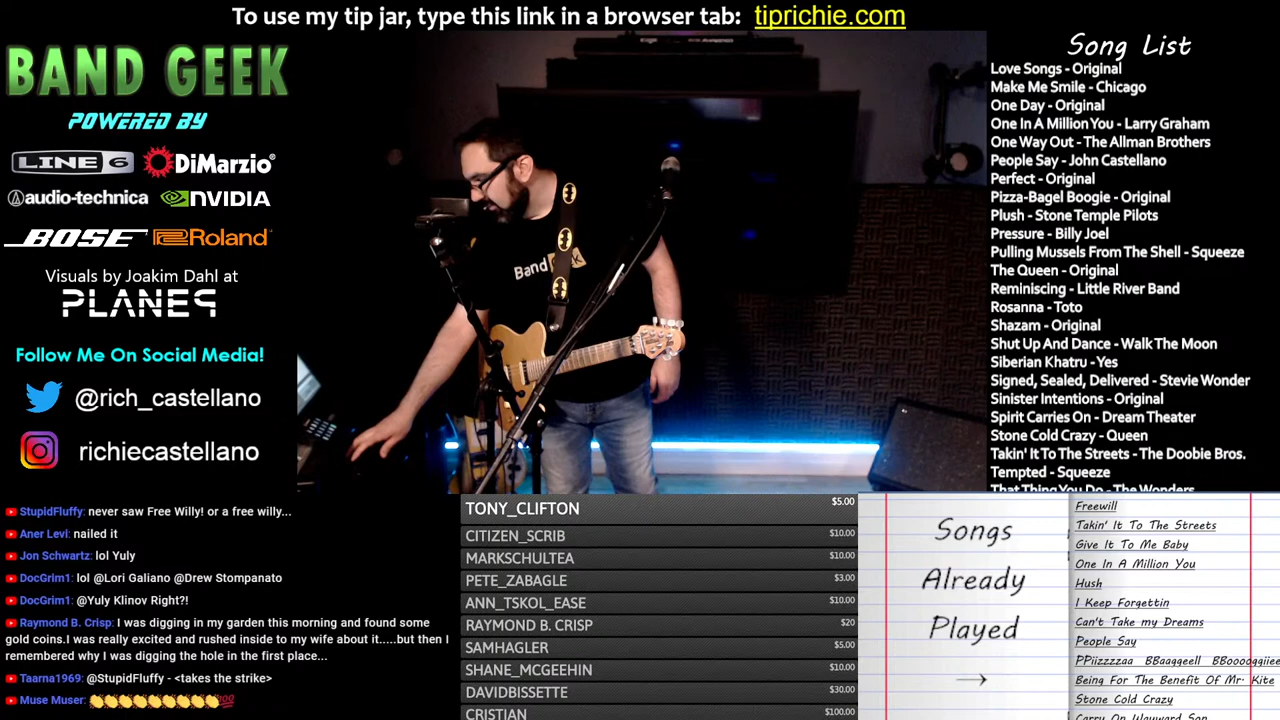 To use my tip jar, type this link in a browser tab: tiprichie.com
BAND GEEK
POWERED BY
LINE 6 DiMarzio
audio-technica NVIDIA
BOSE Roland
Visuals by Joakim Dahl at
PLANE9
Follow Me On Social Media!
@rich_castellano
richiecastellano
Band Geek
Song List
Love Songs - Original
Make Me Smile - Chicago
One Day - Original
One In A Million You - Larry Graham
One Way Out - The Allman Brothers
People Say - John Castellano
Perfect - Original
Pizza-Bagel Boogie - Original
Plush - Stone Temple Pilots
Pressure - Billy Joel
Pulling Mussels From The Shell - Squeeze
The Queen - Original
Reminiscing - Little River Band
Rosanna - Toto
Shazam - Original
Shut Up And Dance - Walk The Moon
Siberian Khatru - Yes
Signed, Sealed, Delivered - Stevie Wonder
Sinister Intentions - Original
Spirit Carries On - Dream Theater
Stone Cold Crazy - Queen
Takin' It To The Streets - The Doobie Bros.
Tempted - Squeeze
That Thing You Do - The Wonders
StupidFluffy: never saw Free Willy! or a free willy...
Aner Levi: nailed it
Jon Schwartz: lol Yuly
DocGrim1: lol @Lori Galiano @Drew Stompanato
DocGrim1: @Yuly Klinov Right?!
Raymond B. Crisp: I was digging in my garden this morning and found some
gold coins.I was really excited and rushed inside to my wife about it.....but then I
remembered why I was digging the hole in the first place...
Taarna1969: @StupidFluffy - <takes the strike>
Muse Muser:
TONY_CLIFTON $5.00
CITIZEN_SCRIB $10.00
MARKSCHULTEA $10.00
PETE_ZABAGLE $3.00
ANN_TSKOL_EASE $10.00
RAYMOND B. CRISP $20
SAMHAGLER $5.00
SHANE_MCGEEHIN $10.00
DAVIDBISSETTE $30.00
CRISTIAN $100.00
Songs
Already
Played
→
Freewill
Takin' It To The Streets
Give It To Me Baby
One In A Million You
Hush
I Keep Forgettin
Can't Take my Dreams
People Say
PPiizzzzaa BBaaggeell BBooooggiiee
Being For The Benefit Of Mr. Kite
Stone Cold Crazy
Carry On Wayward Son